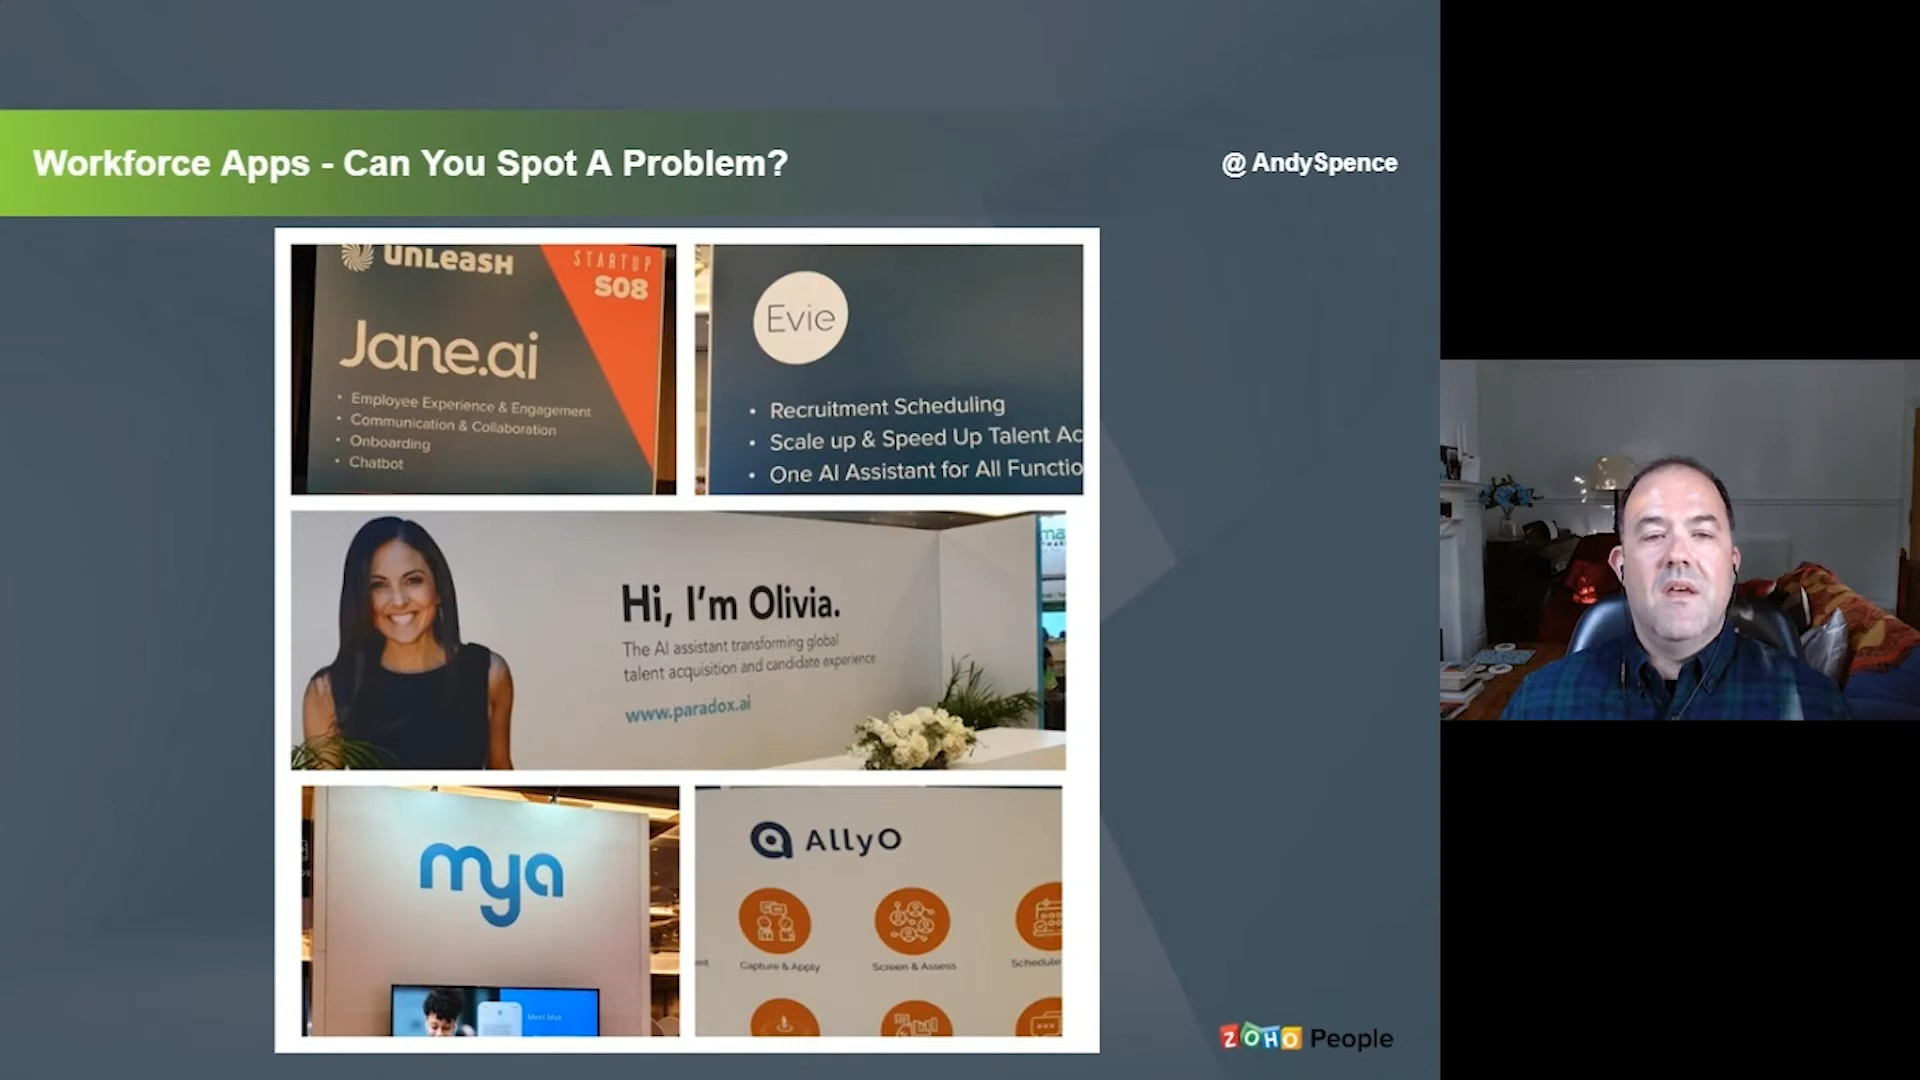 Workforce Apps - Can You Spot A Problem?
@ AndySpence
UNLEASH
STARTUP
S08
Jane.ai
• Employee Experience & Engagement
• Communication & Collaboration
• Onboarding
• Chatbot
Evie
• Recruitment Scheduling
• Scale up & Speed Up Talent Ac
• One AI Assistant for All Functio
Hi, I'm Olivia.
The AI assistant transforming global
talent acquisition and candidate experience.
www.paradox.ai
mya
Meet Mya
AllyO
Capture & Apply
Screen & Assess
Schedule
ZOHO People